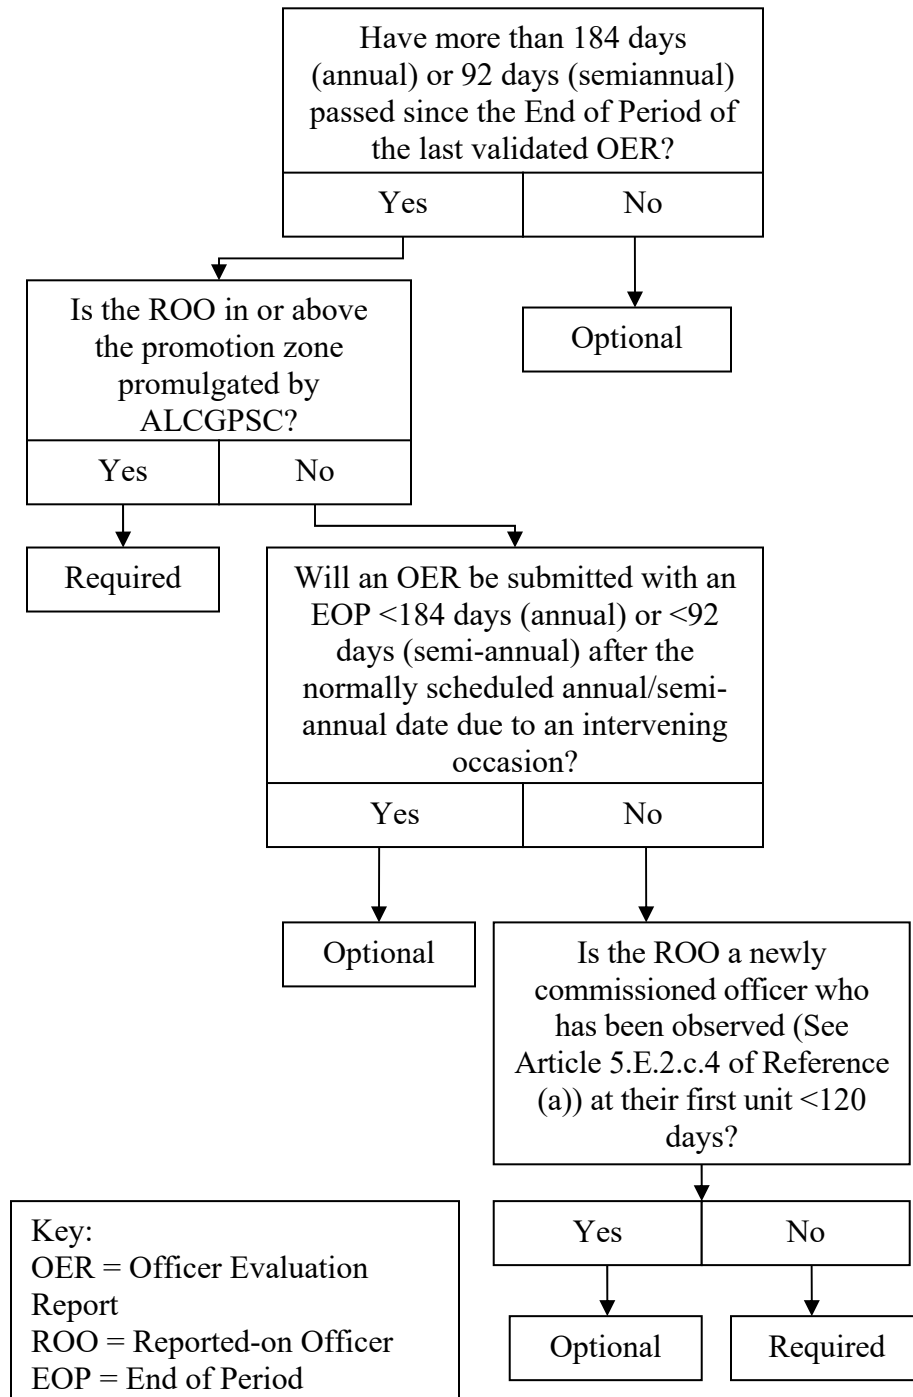 Have more than 184 days
(annual) or 92 days (semiannual)
passed since the End of Period of
the last validated OER?
Yes
No
Is the ROO in or above
the promotion zone
promulgated by
ALCGPSC?
Optional
Yes
No
Required
Will an OER be submitted with an
EOP <184 days (annual) or <92
days (semi-annual) after the
normally scheduled annual/semi-
annual date due to an intervening
occasion?
Yes
No
Optional
Is the ROO a newly
commissioned officer who
has been observed (See
Article 5.E.2.c.4 of Reference
(a)) at their first unit <120
days?
Yes
No
Optional
Required
Key:
OER = Officer Evaluation
Report
ROO = Reported-on Officer
EOP = End of Period